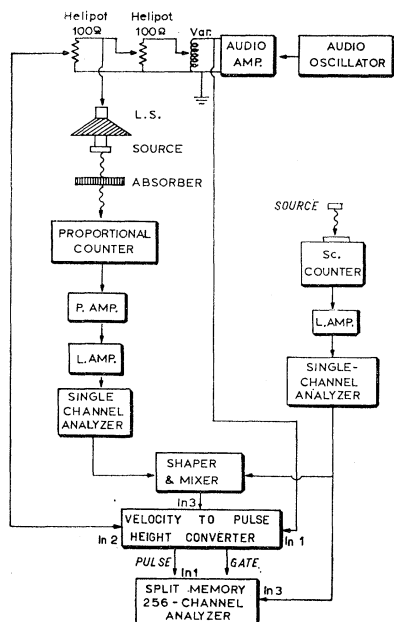 Helipot
100Ω
Helipot
100Ω
Var.
AUDIO
AMP.
AUDIO
OSCILLATOR
L.S.
SOURCE
ABSORBER
SOURCE
PROPORTIONAL
COUNTER
Sc.
COUNTER
P. AMP.
L. AMP.
L. AMP.
SINGLE-
CHANNEL
ANALYZER
SINGLE
CHANNEL
ANALYZER
SHAPER
& MIXER
In3
VELOCITY TO PULSE
HEIGHT CONVERTER
In 2
In 1
PULSE
In1
GATE
In3
SPLIT MEMORY
256-CHANNEL
ANALYZER